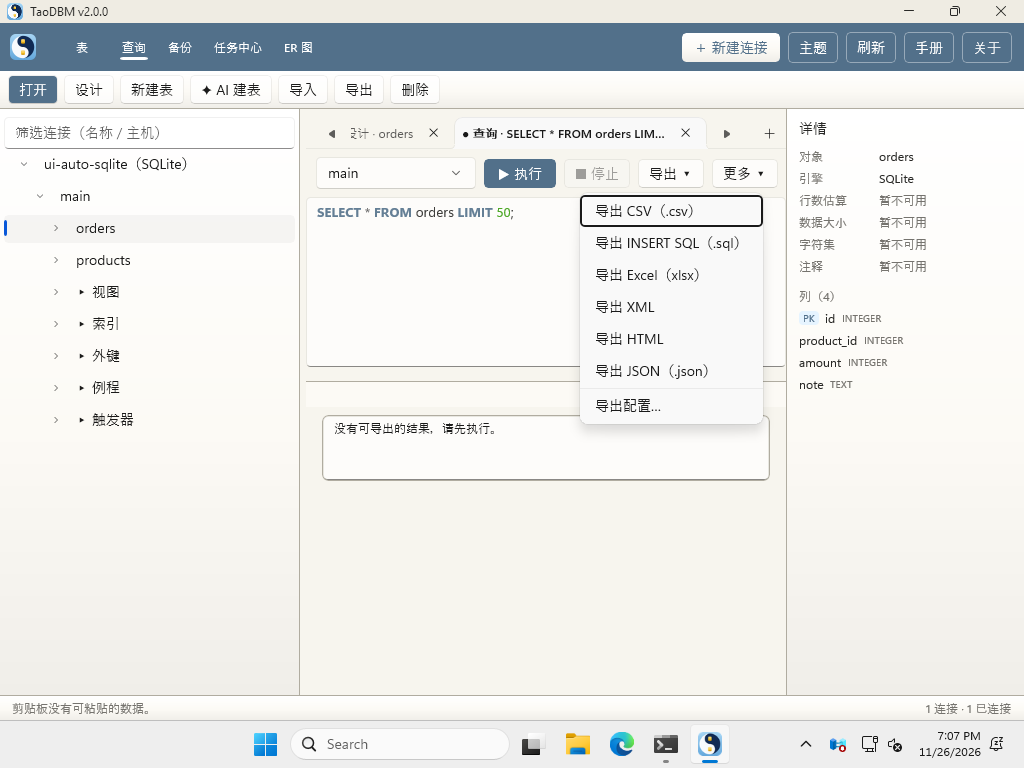 TaoDBM v2.0.0
表 查询 备份 任务中心 ER 图 + 新建连接 主题 刷新 手册 关于
打开 设计 新建表 ✦ AI 建表 导入 导出 删除
筛选连接（名称 / 主机）
ui-auto-sqlite（SQLite）
main
orders
products
视图
索引
外键
例程
触发器
设计 · orders
● 查询 · SELECT * FROM orders LIM...
main
执行 停止 导出 更多
SELECT * FROM orders LIMIT 50;
导出 CSV（.csv）
导出 INSERT SQL（.sql）
导出 Excel（xlsx）
导出 XML
导出 HTML
导出 JSON（.json）
导出配置...
没有可导出的结果，请先执行。
详情
对象 orders
引擎 SQLite
行数估算 暂不可用
数据大小 暂不可用
字符集 暂不可用
注释 暂不可用
列（4）
PK id INTEGER
product_id INTEGER
amount INTEGER
note TEXT
剪贴板没有可粘贴的数据。
1 连接 · 1 已连接
Search
7:07 PM
11/26/2026